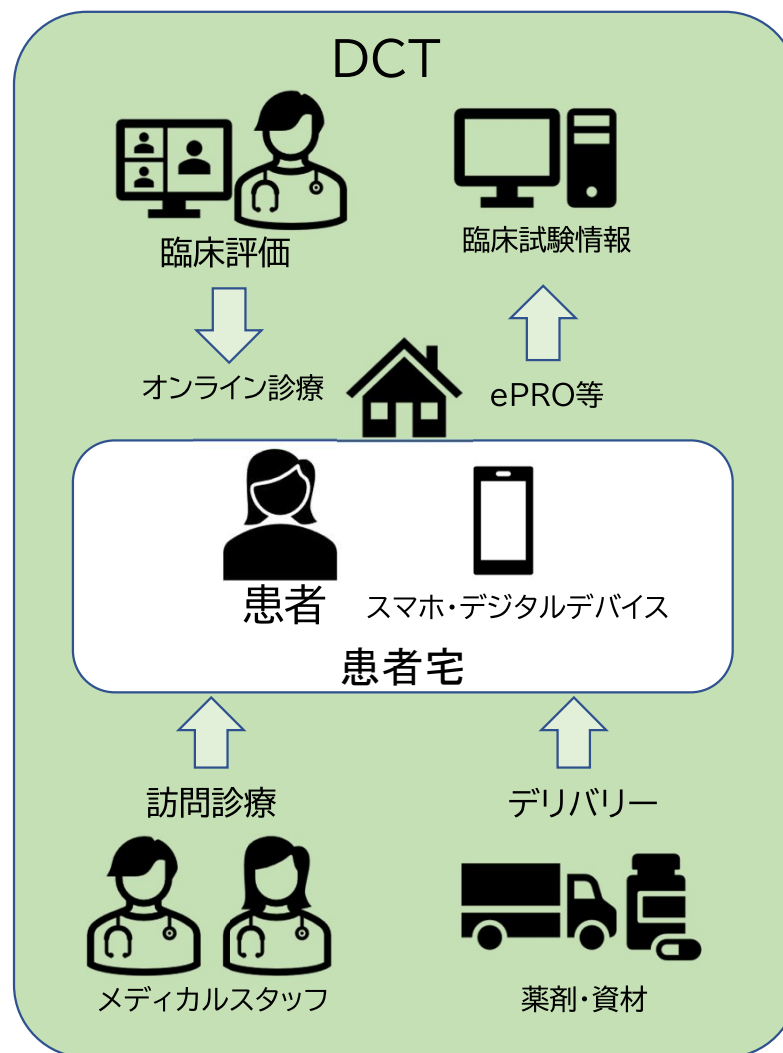 DCT
臨床評価
臨床試験情報
オンライン診療
ePRO等
患者
スマホ・デジタルデバイス
患者宅
訪問診療
デリバリー
メディカルスタッフ
薬剤・資材